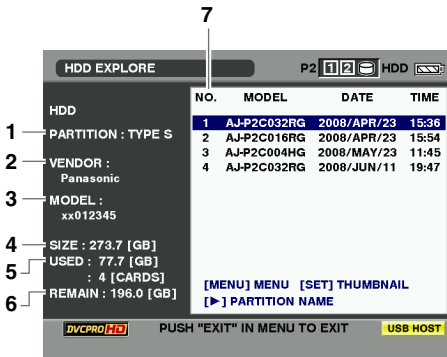 7
HDD EXPLORE
P2 1 2 HDD
HDD
1 PARTITION : TYPE S
2 VENDOR :
Panasonic
3 MODEL :
xx012345
4 SIZE : 273.7 [GB]
5 USED : 77.7 [GB]
: 4 [CARDS]
6 REMAIN : 196.0 [GB]
NO. MODEL DATE TIME
1 AJ-P2C032RG 2008/APR/23 15:36
2 AJ-P2C016RG 2008/APR/23 15:54
3 AJ-P2C004HG 2008/MAY/23 11:45
4 AJ-P2C032RG 2008/JUN/11 19:47
[MENU] MENU [SET] THUMBNAIL
[►] PARTITION NAME
DVCPRO HD PUSH "EXIT" IN MENU TO EXIT USB HOST